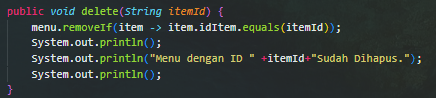 public void delete(String itemId) {
menu.removeIf(item -> item.idItem.equals(itemId));
System.out.println();
System.out.println("Menu dengan ID " +itemId+"Sudah Dihapus.");
System.out.println();
}